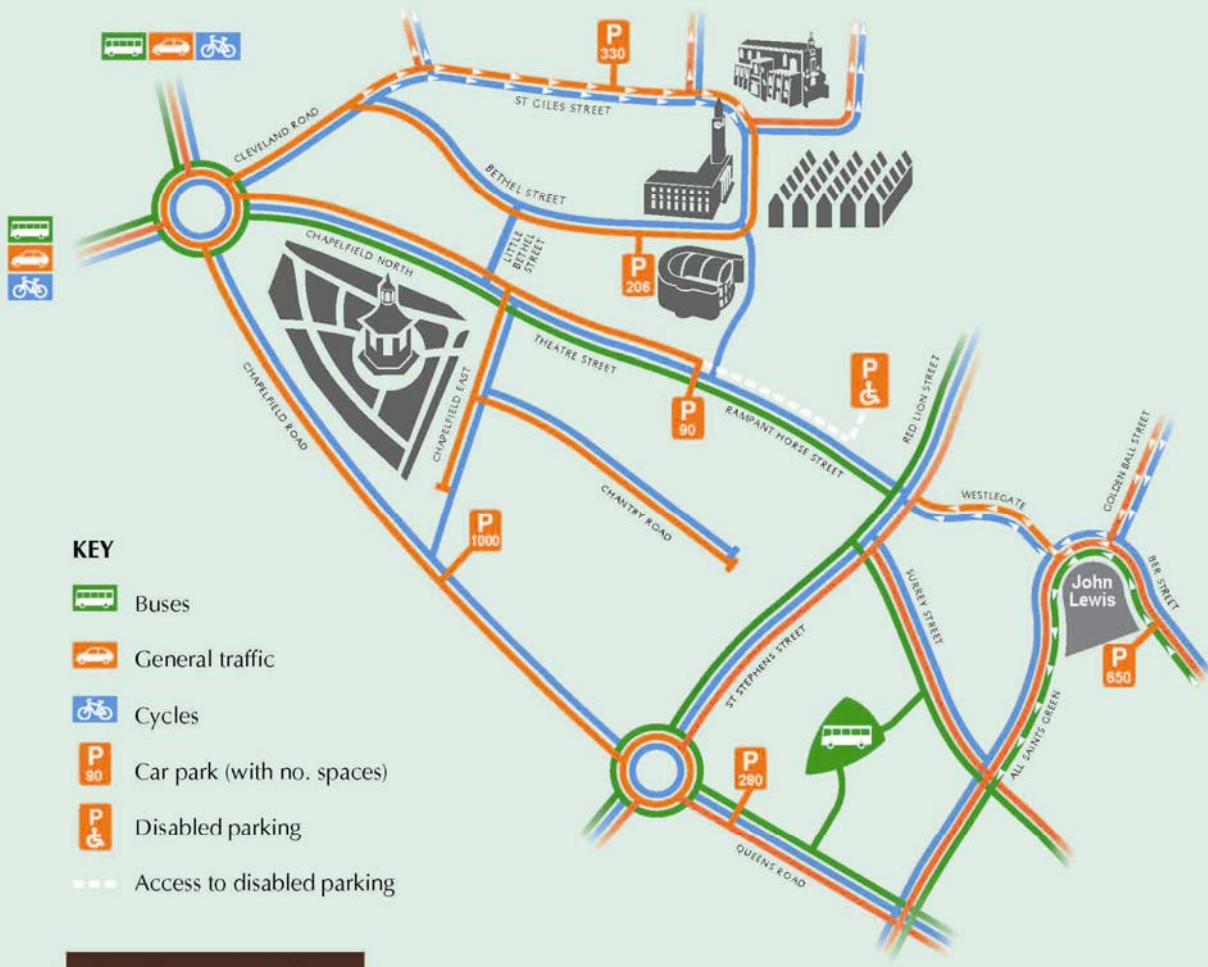 P
330
ST GILES STREET
CLEVELAND ROAD
BETHEL STREET
LITTLE
BETHEL
STREET
CHAPELFIELD NORTH
P
206
THEATRE STREET
CHAPELFIELD ROAD
CHAPELFIELD EAST
P
90
RAMPANT HORSE STREET
P
RED LION STREET
GOLDEN BALL STREET
WESTLEGATE
BER STREET
CHANTRY ROAD
P
1000
John
Lewis
SURREY STREET
P
650
ST STEPHENS STREET
ALL SAINTS GREEN
P
280
QUEENS ROAD
KEY
Buses
General traffic
Cycles
P
90
Car park (with no. spaces)
P
Disabled parking
Access to disabled parking